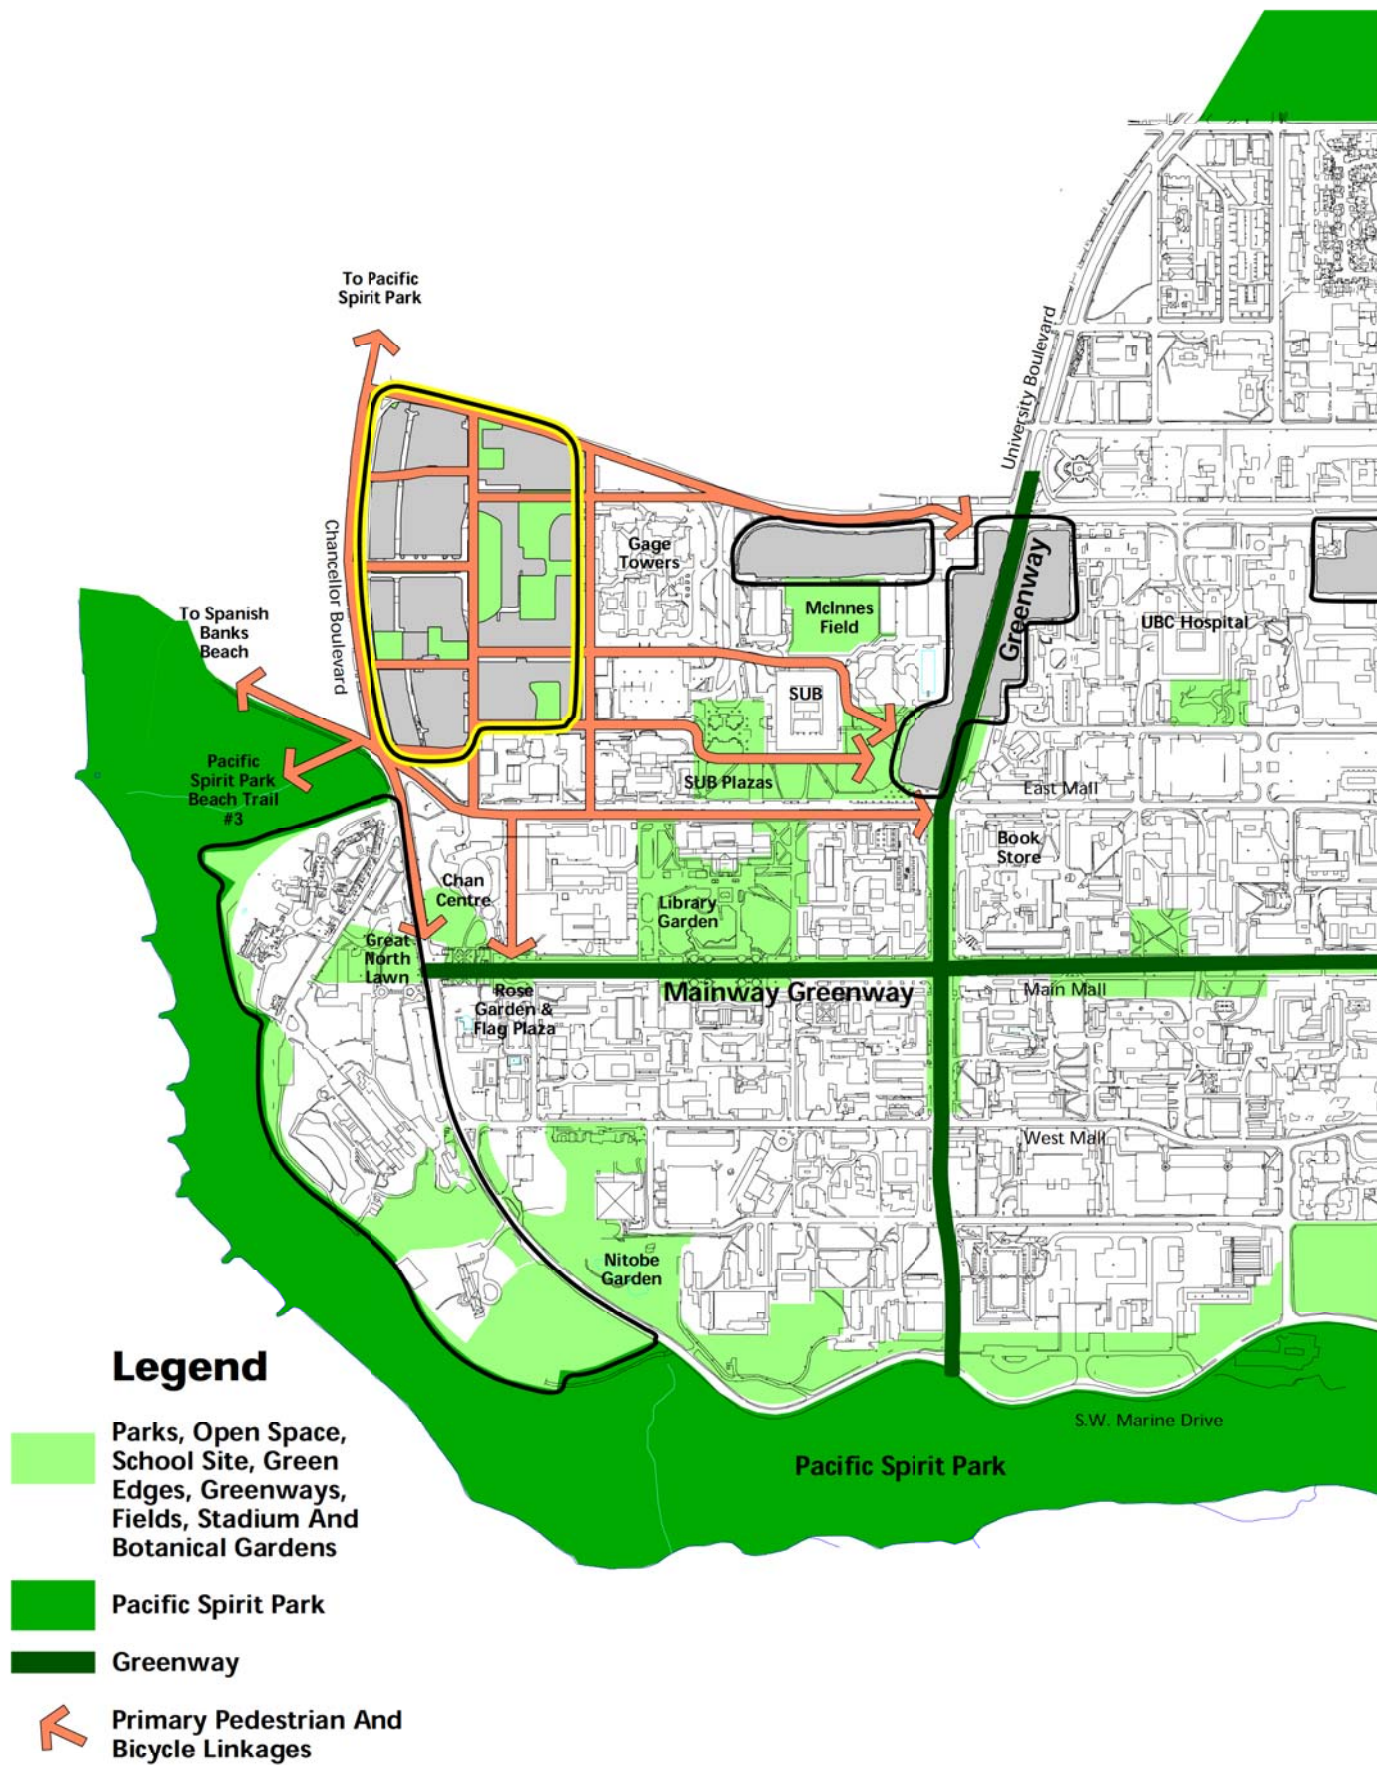 To Pacific
Spirit Park
University Boulevard
Chancellor Boulevard
Gage
Towers
Greenway
McInnes
Field
UBC Hospital
To Spanish
Banks
Beach
SUB
Pacific
Spirit Park
Beach Trail
#3
SUB Plazas
East Mall
Book
Store
Chan
Centre
Library
Garden
Great
North
Lawn
Mainway Greenway
Main Mall
Rose
Garden &
Flag Plaza
West Mall
Nitobe
Garden
S.W. Marine Drive
Pacific Spirit Park
Legend
Parks, Open Space,
School Site, Green
Edges, Greenways,
Fields, Stadium And
Botanical Gardens
Pacific Spirit Park
Greenway
Primary Pedestrian And
Bicycle Linkages